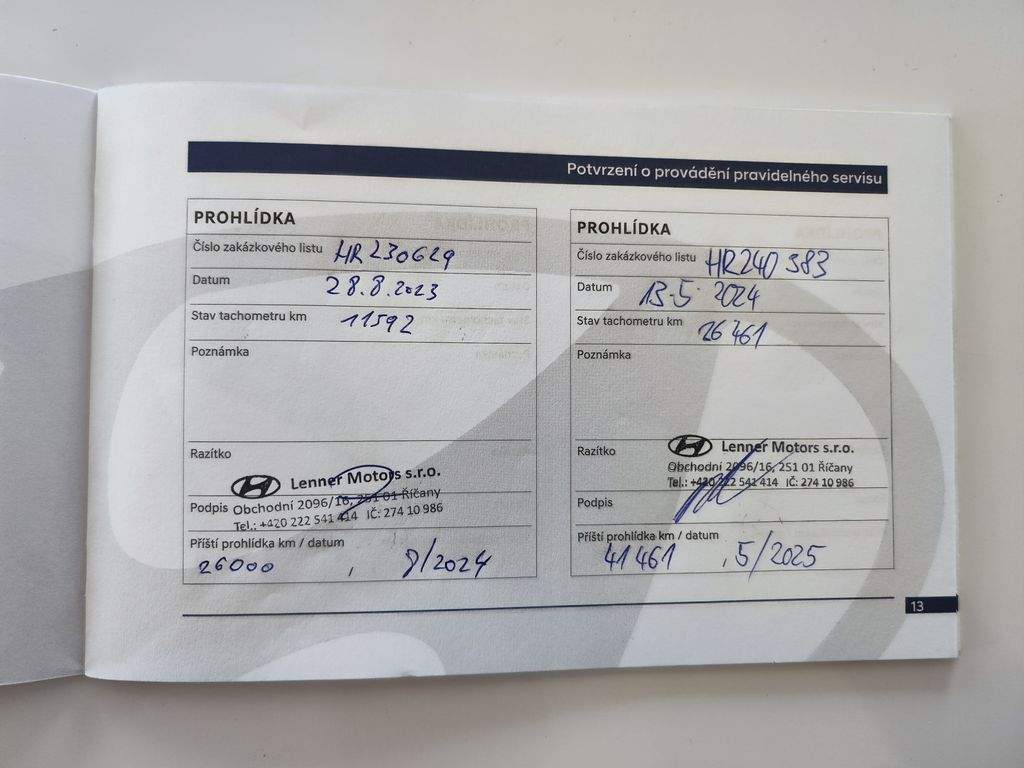 Potvrzení o provádění pravidelného servisu
PROHLÍDKA
Číslo zakázkového listu HR230629
Datum 28.8.2023
Stav tachometru km 11592
Poznámka
Razítko
Lenner Motors s.r.o.
Obchodní 2096/16, 251 01 Říčany
Podpis
Tel.: +420 222 541 414 IČ: 274 10 986
Příští prohlídka km / datum
26000 , 8/2024
PROHLÍDKA
Číslo zakázkového listu HR240383
Datum 13.5 2024
Stav tachometru km 26 461
Poznámka
Razítko
Lenner Motors s.r.o.
Obchodní 2096/16, 251 01 Říčany
Tel.: +420 222 541 414 IČ: 274 10 986
Podpis
Příští prohlídka km / datum
41461 , 5/2025
13